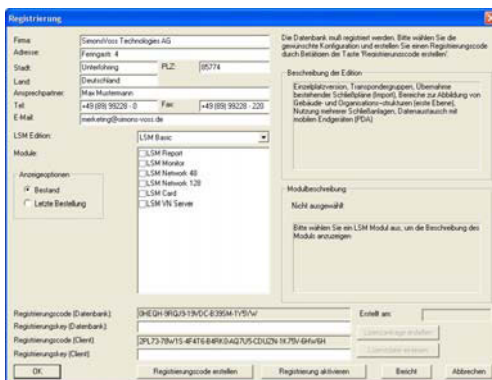 Registrierung
Firma: SimonsVoss Technologies AG
Adresse: Feringastr. 4
Stadt: Unterföhring PLZ: 85774
Land: Deutschland
Ansprechpartner: Max Mustermann
Tel: +49 (89) 99228 - 0 Fax: +49 (89) 99228 - 220
E-Mail: marketing@simons-voss.de
LSM Edition: LSM Basic
Module:
LSM Report
LSM Monitor
LSM Network 48
LSM Network 128
LSM Card
LSM VN Server
Anzeigeoptionen
Bestand
Letzte Bestellung
Die Datenbank muß registriert werden. Bitte wählen Sie die
gewünschte Konfiguration und erstellen Sie einen Registrierungscode
durch Betätigen der Taste 'Registrierungscode erstellen'.
Beschreibung der Edition
Einzelplatzversion, Transpondergruppen, Übernahme
bestehender Schließpläne (Import), Bereiche zur Abbildung von
Gebäude- und Organisations-strukturen (erste Ebene),
Nutzung mehrerer Schließanlagen, Datenaustausch mit
mobilen Endgeräten (PDA)
Modulbeschreibung
Nicht ausgewählt
Bitte wählen Sie ein LSM Modul aus, um die Beschreibung des
Moduls anzuzeigen
Registrierungscode (Datenbank):
Erstellt am:
Registrierungskey (Datenbank):
Registrierungscode (Client):
Registrierungskey (Client):
OK
Registrierungscode erstellen
Registrierung aktivieren
Bericht
Abbrechen